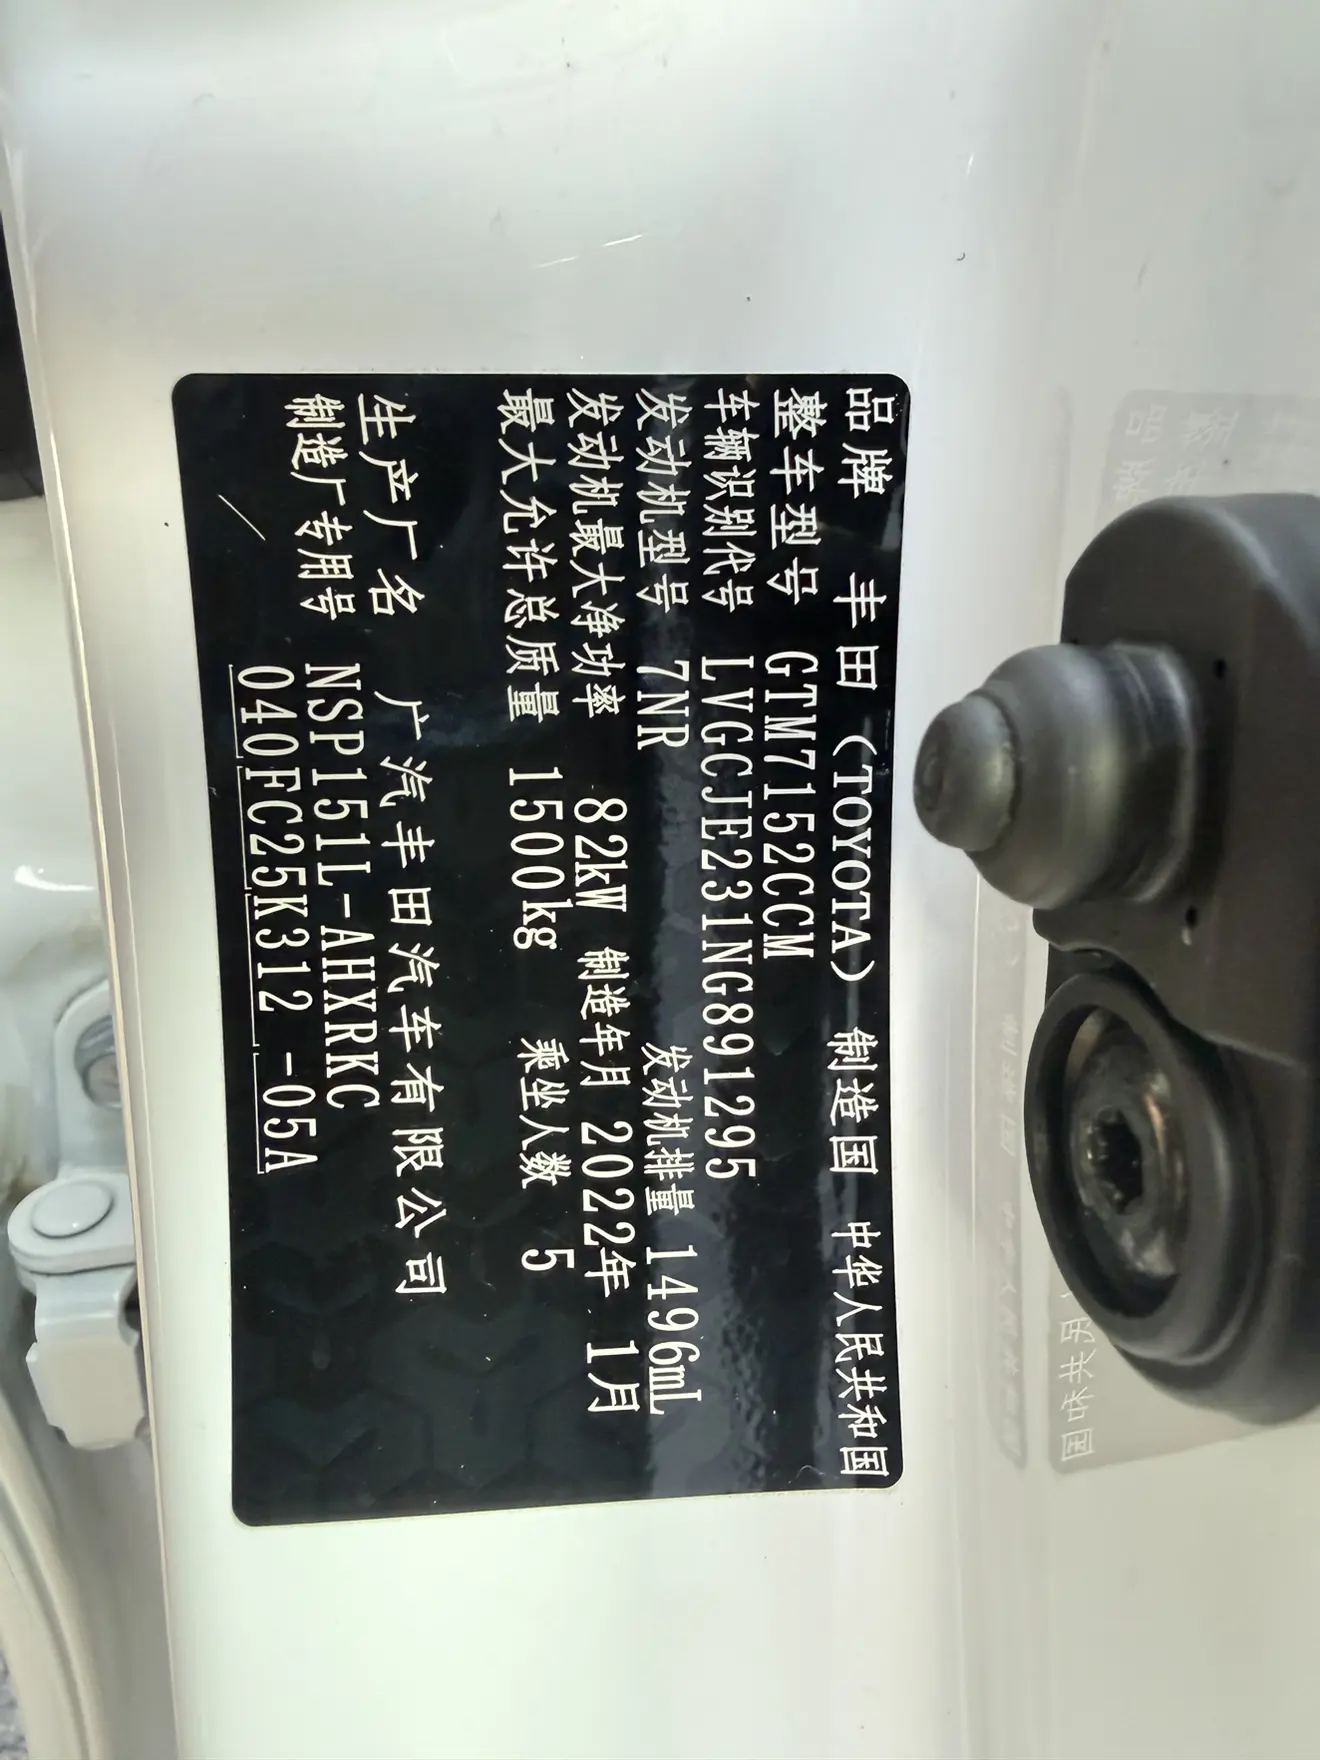 品牌 丰田（TOYOTA） 制造国 中华人民共和国
整车型号 GTM7152CCM
车辆识别代号 LVGCJE231NG891295
发动机型号 7NR 发动机排量 1496mL
发动机最大净功率 82kW 制造年月 2022年 1月
最大允许总质量 1500kg 乘坐人数 5
生产厂名 广汽丰田汽车有限公司
制造厂专用号 NSP151L-AHXRKC
040FC25K312 -05A